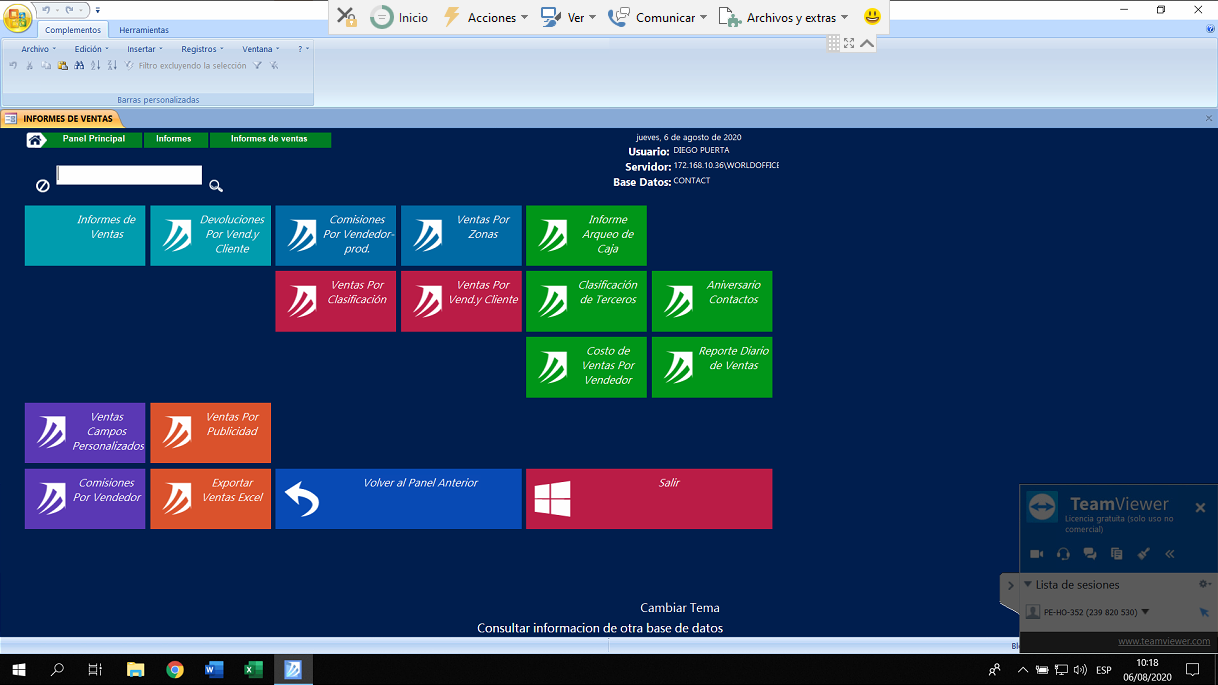 Inicio
Acciones
Ver
Comunicar
Archivos y extras
Complementos
Herramientas
Archivo
Edición
Insertar
Registros
Ventana
?
Filtro excluyendo la selección
Barras personalizadas
INFORMES DE VENTAS
Panel Principal
Informes
Informes de ventas
jueves, 6 de agosto de 2020
Usuario: DIEGO PUERTA
Servidor: 172.168.10.36\WORLDOFFICE
Base Datos: CONTACT
Informes de
Ventas
Devoluciones
Por Vend.y
Cliente
Comisiones
Por Vendedor-
prod.
Ventas Por
Zonas
Informe
Arqueo de
Caja
Ventas Por
Clasificación
Ventas Por
Vend.y Cliente
Clasificación
de Terceros
Aniversario
Contactos
Costo de
Ventas Por
Vendedor
Reporte Diario
de Ventas
Ventas
Campos
Personalizados
Ventas Por
Publicidad
Comisiones
Por Vendedor
Exportar
Ventas Excel
Volver al Panel Anterior
Salir
Cambiar Tema
Consultar informacion de otra base de datos
TeamViewer
Licencia gratuita (solo uso no
comercial)
Lista de sesiones
PE-HO-352 (239 820 530)
www.teamviewer.com
ESP
10:18
06/08/2020